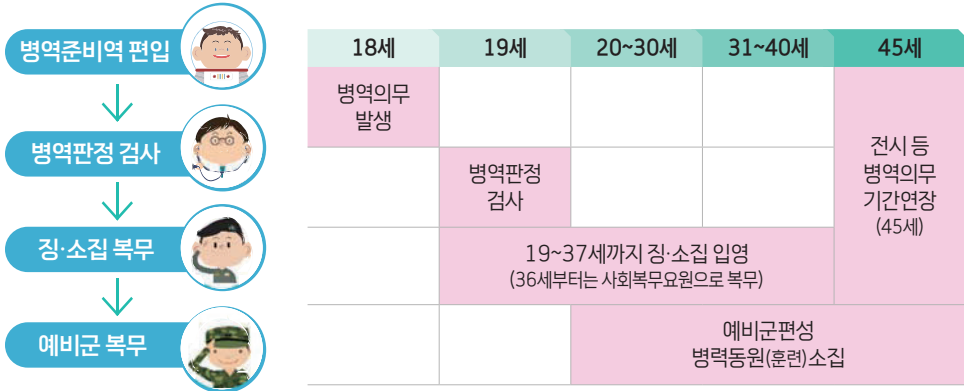 병역준비역 편입
병역판정 검사
징·소집 복무
예비군 복무
18세
19세
20~30세
31~40세
45세
병역의무
발생
병역판정
검사
전시 등
병역의무
기간연장
(45세)
19~37세까지 징·소집 입영
(36세부터는 사회복무요원으로 복무)
예비군편성
병력동원(훈련)소집